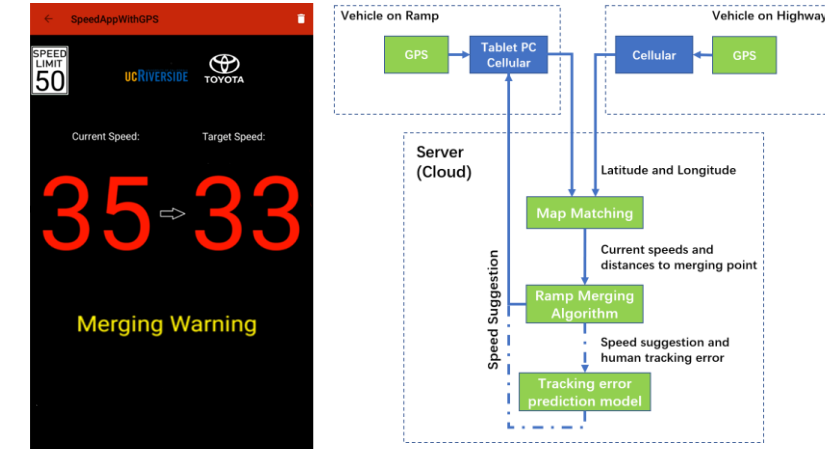 SpeedAppWithGPS
SPEED
LIMIT
50
UCRIVERSIDE
TOYOTA
Current Speed:
Target Speed:
35
33
Merging Warning
Vehicle on Ramp
GPS
Tablet PC
Cellular
Vehicle on Highway
Cellular
GPS
Server
(Cloud)
Latitude and Longitude
Map Matching
Current speeds and
distances to merging point
Speed Suggestion
Ramp Merging
Algorithm
Speed suggestion and
human tracking error
Tracking error
prediction model